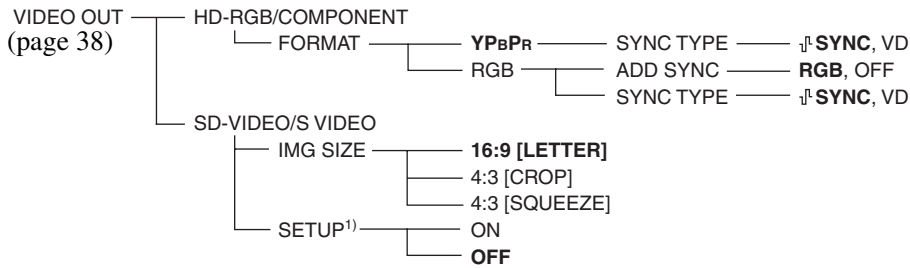 VIDEO OUT HD-RGB/COMPONENT
(page 38) FORMAT YPBPR SYNC TYPE SYNC, VD
RGB ADD SYNC RGB, OFF
SYNC TYPE SYNC, VD
SD-VIDEO/S VIDEO
IMG SIZE 16:9 [LETTER]
4:3 [CROP]
4:3 [SQUEEZE]
SETUP1) ON
OFF